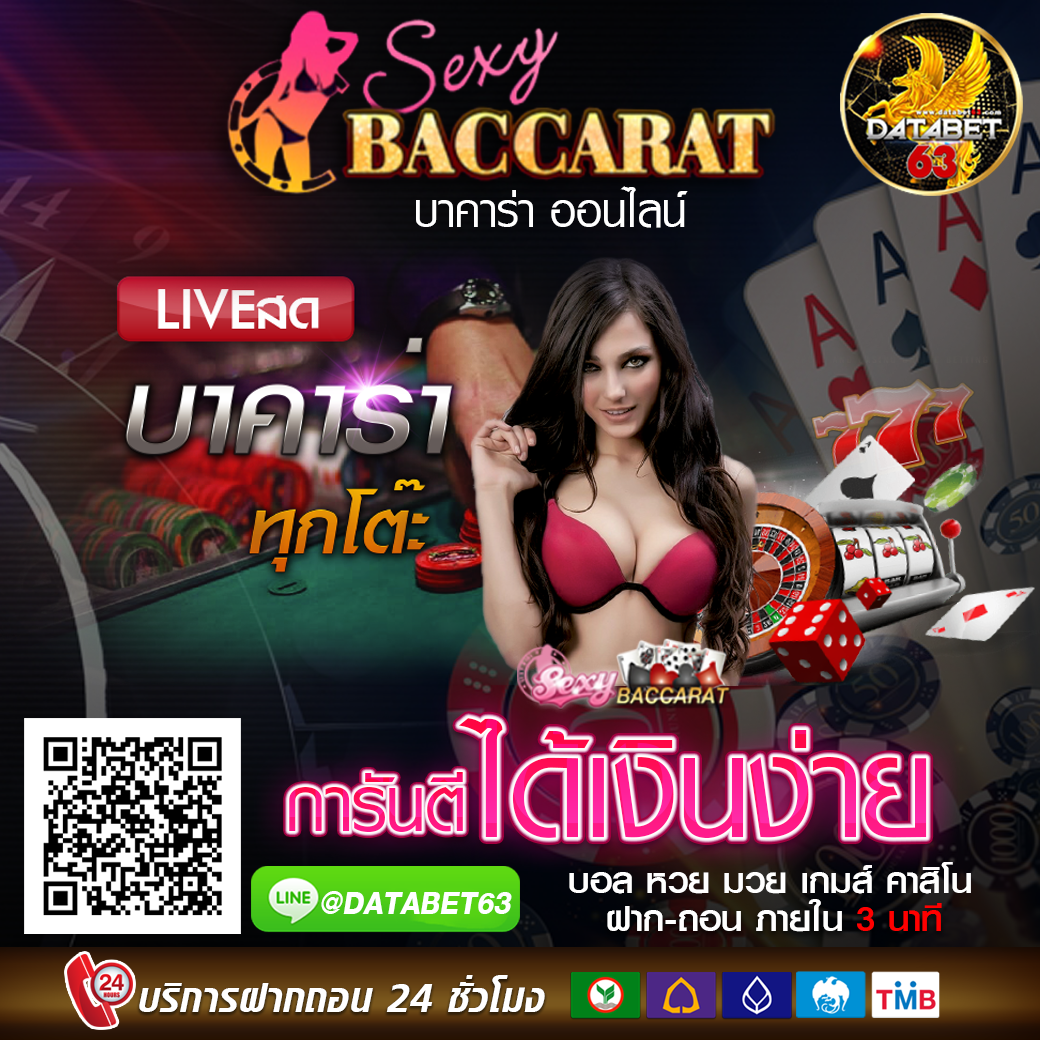 Sexy
BACCARAT
DATABET
63
บาคาร่า ออนไลน์
LIVEสด
บาคาร่า
ทุกโต๊ะ
A
A
A
A
777
Sexy
BACCARAT
การันตี ได้เงินง่าย
LINE @DATABET63
บอล หวย มวย เกมส์ คาสิโน
ฝาก-ถอน ภายใน 3 นาที
24
HOURS
บริการฝากถอน 24 ชั่วโมง
TMB